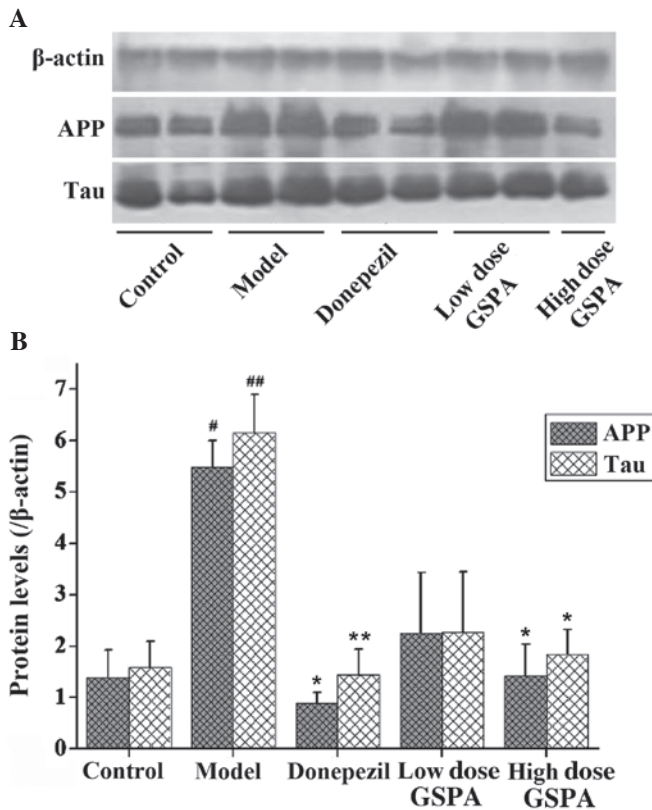 A
β-actin
APP
Tau
Control
Model
Donepezil
Low dose
GSPA
High dose
GSPA
B
Protein levels (/β-actin)
7
6
5
4
3
2
1
0
#
##
*
**
*
*
APP
Tau
Control
Model
Donepezil
Low dose
GSPA
High dose
GSPA